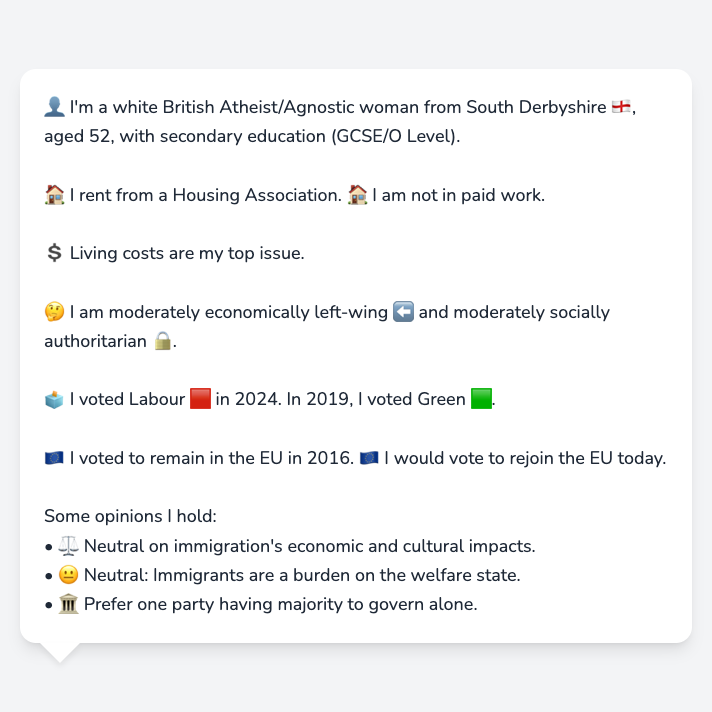 👤 I'm a white British Atheist/Agnostic woman from South Derbyshire 🏴󠁧󠁢󠁥󠁮󠁧󠁿,
aged 52, with secondary education (GCSE/O Level).
🏠 I rent from a Housing Association. 🏠 I am not in paid work.
💲 Living costs are my top issue.
🤔 I am moderately economically left-wing ⬅️ and moderately socially
authoritarian 🔒.
🗳️ I voted Labour 🟥 in 2024. In 2019, I voted Green 🟩.
🇪🇺 I voted to remain in the EU in 2016. 🇪🇺 I would vote to rejoin the EU today.
Some opinions I hold:
• ⚖️ Neutral on immigration's economic and cultural impacts.
• 😐 Neutral: Immigrants are a burden on the welfare state.
• 🏛️ Prefer one party having majority to govern alone.